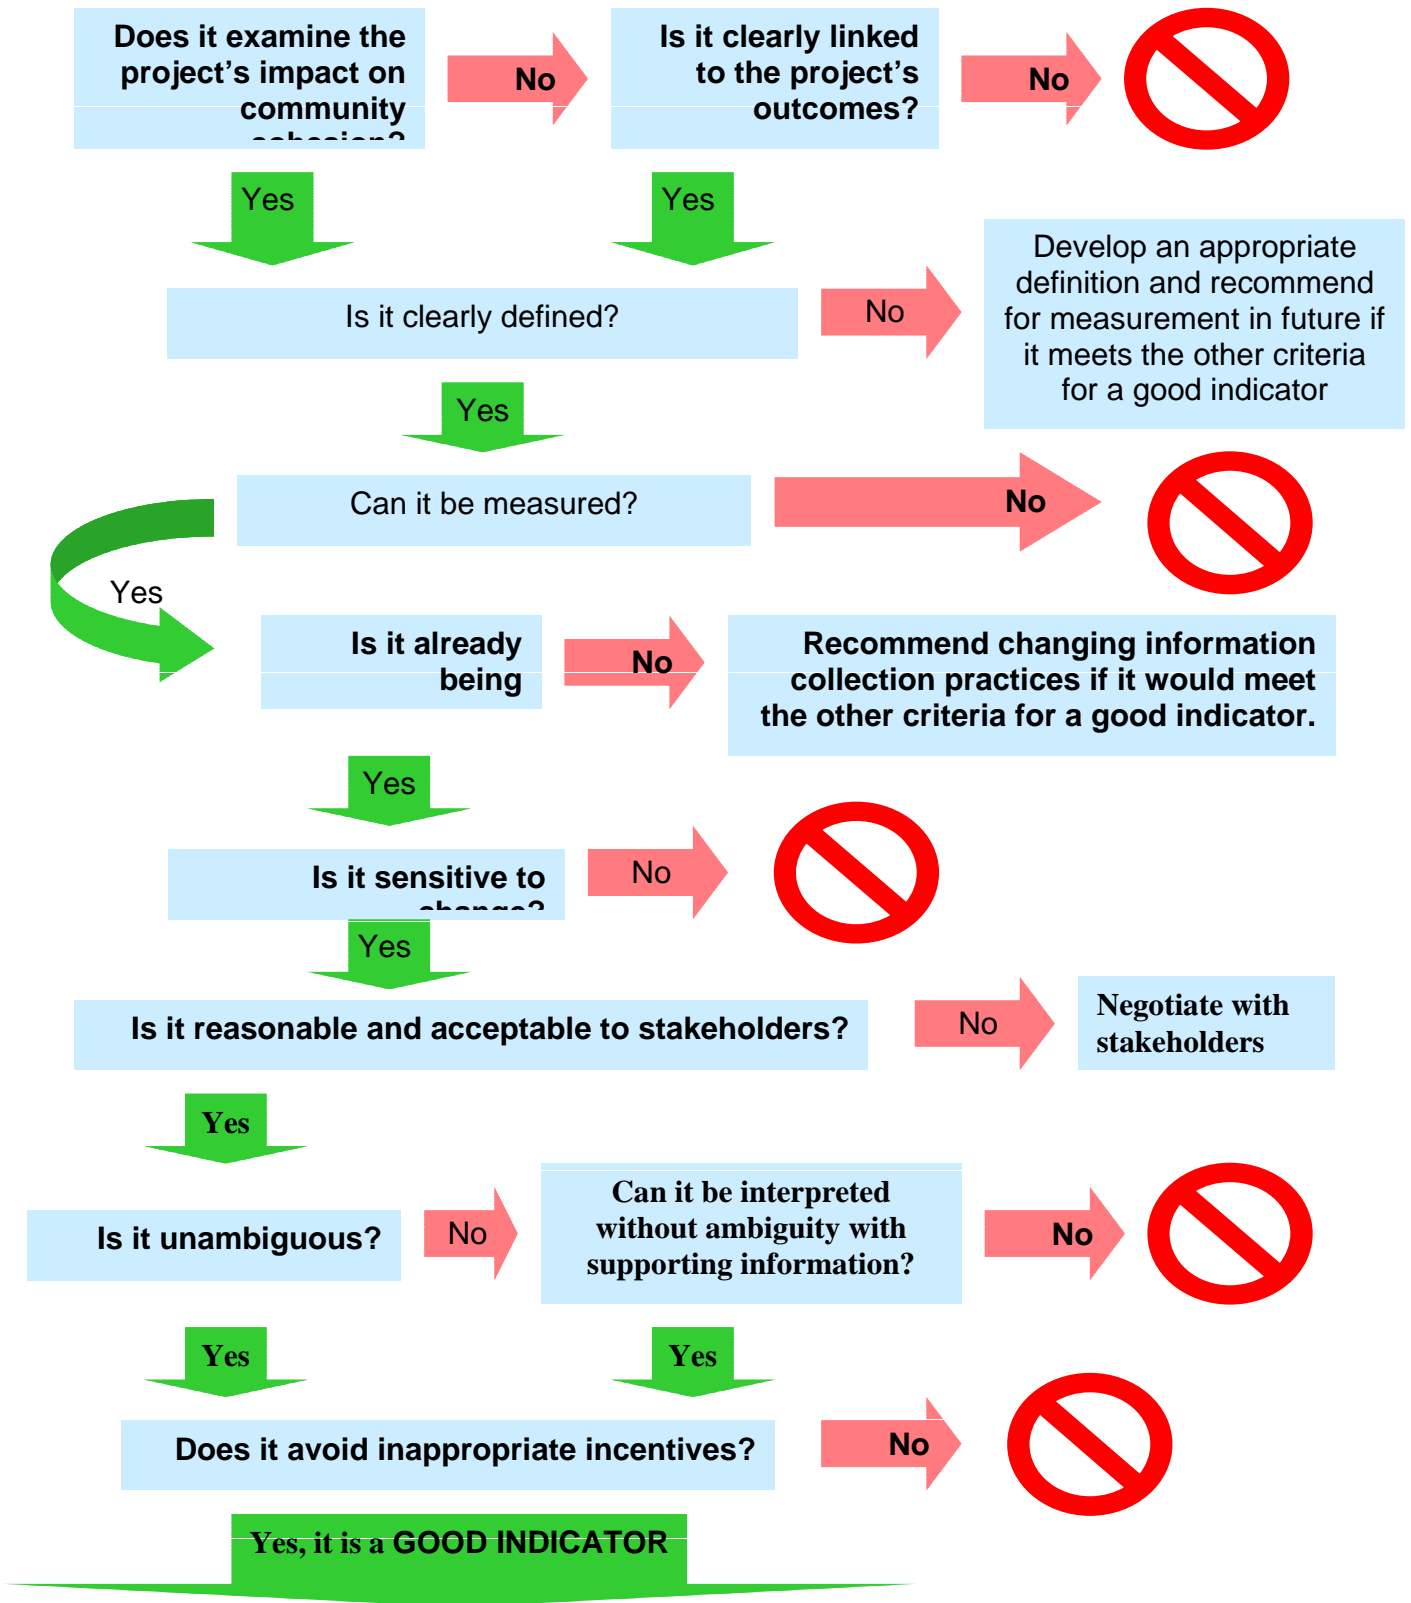 Does it examine the
project's impact on
community
cohesion?
No
Is it clearly linked
to the project's
outcomes?
No
Yes
Yes
Is it clearly defined?
No
Develop an appropriate
definition and recommend
for measurement in future if
it meets the other criteria
for a good indicator
Yes
Can it be measured?
No
Yes
Is it already
being
No
Recommend changing information
collection practices if it would meet
the other criteria for a good indicator.
Yes
Is it sensitive to
change?
No
Yes
Is it reasonable and acceptable to stakeholders?
No
Negotiate with
stakeholders
Yes
Is it unambiguous?
No
Can it be interpreted
without ambiguity with
supporting information?
No
Yes
Yes
Does it avoid inappropriate incentives?
No
Yes, it is a GOOD INDICATOR